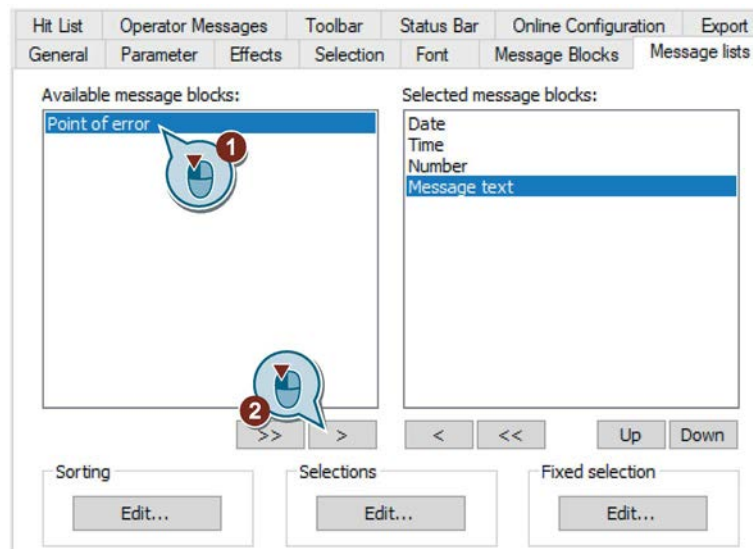 Hit List Operator Messages Toolbar Status Bar Online Configuration Export
General Parameter Effects Selection Font Message Blocks Message lists
Available message blocks: Selected message blocks:
Point of error
1
Date
Time
Number
Message text
2
>> > < << Up Down
Sorting Selections Fixed selection
Edit... Edit... Edit...